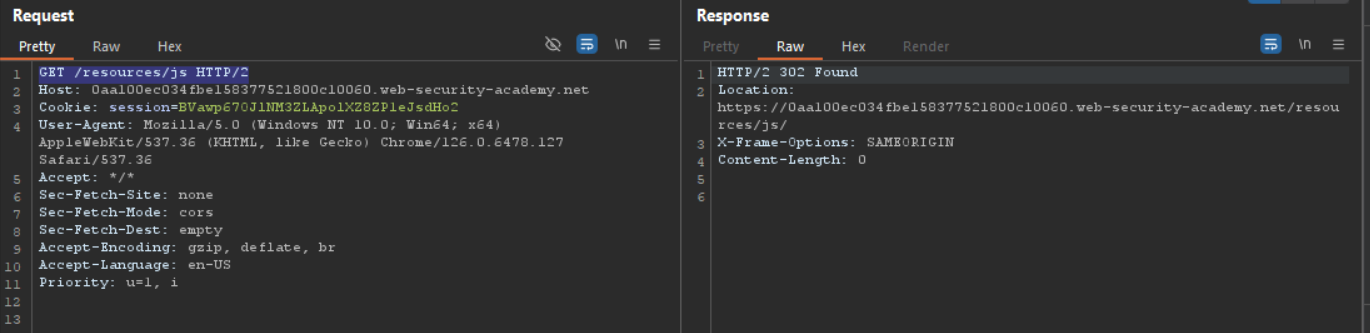 Request
Pretty Raw Hex
\n
1 GET /resources/js HTTP/2
2 Host: 0aa100ec034fbe158377521800c10060.web-security-academy.net
3 Cookie: session=BVawp670J1NM3ZLApolXZ8ZPleJsdHo2
4 User-Agent: Mozilla/5.0 (Windows NT 10.0; Win64; x64)
AppleWebKit/537.36 (KHTML, like Gecko) Chrome/126.0.6478.127
Safari/537.36
5 Accept: */*
6 Sec-Fetch-Site: none
7 Sec-Fetch-Mode: cors
8 Sec-Fetch-Dest: empty
9 Accept-Encoding: gzip, deflate, br
10 Accept-Language: en-US
11 Priority: u=1, i
12
13
Response
Pretty Raw Hex Render
\n
1 HTTP/2 302 Found
2 Location:
https://0aa100ec034fbe158377521800c10060.web-security-academy.net/resou
rces/js/
3 X-Frame-Options: SAMEORIGIN
4 Content-Length: 0
5
6